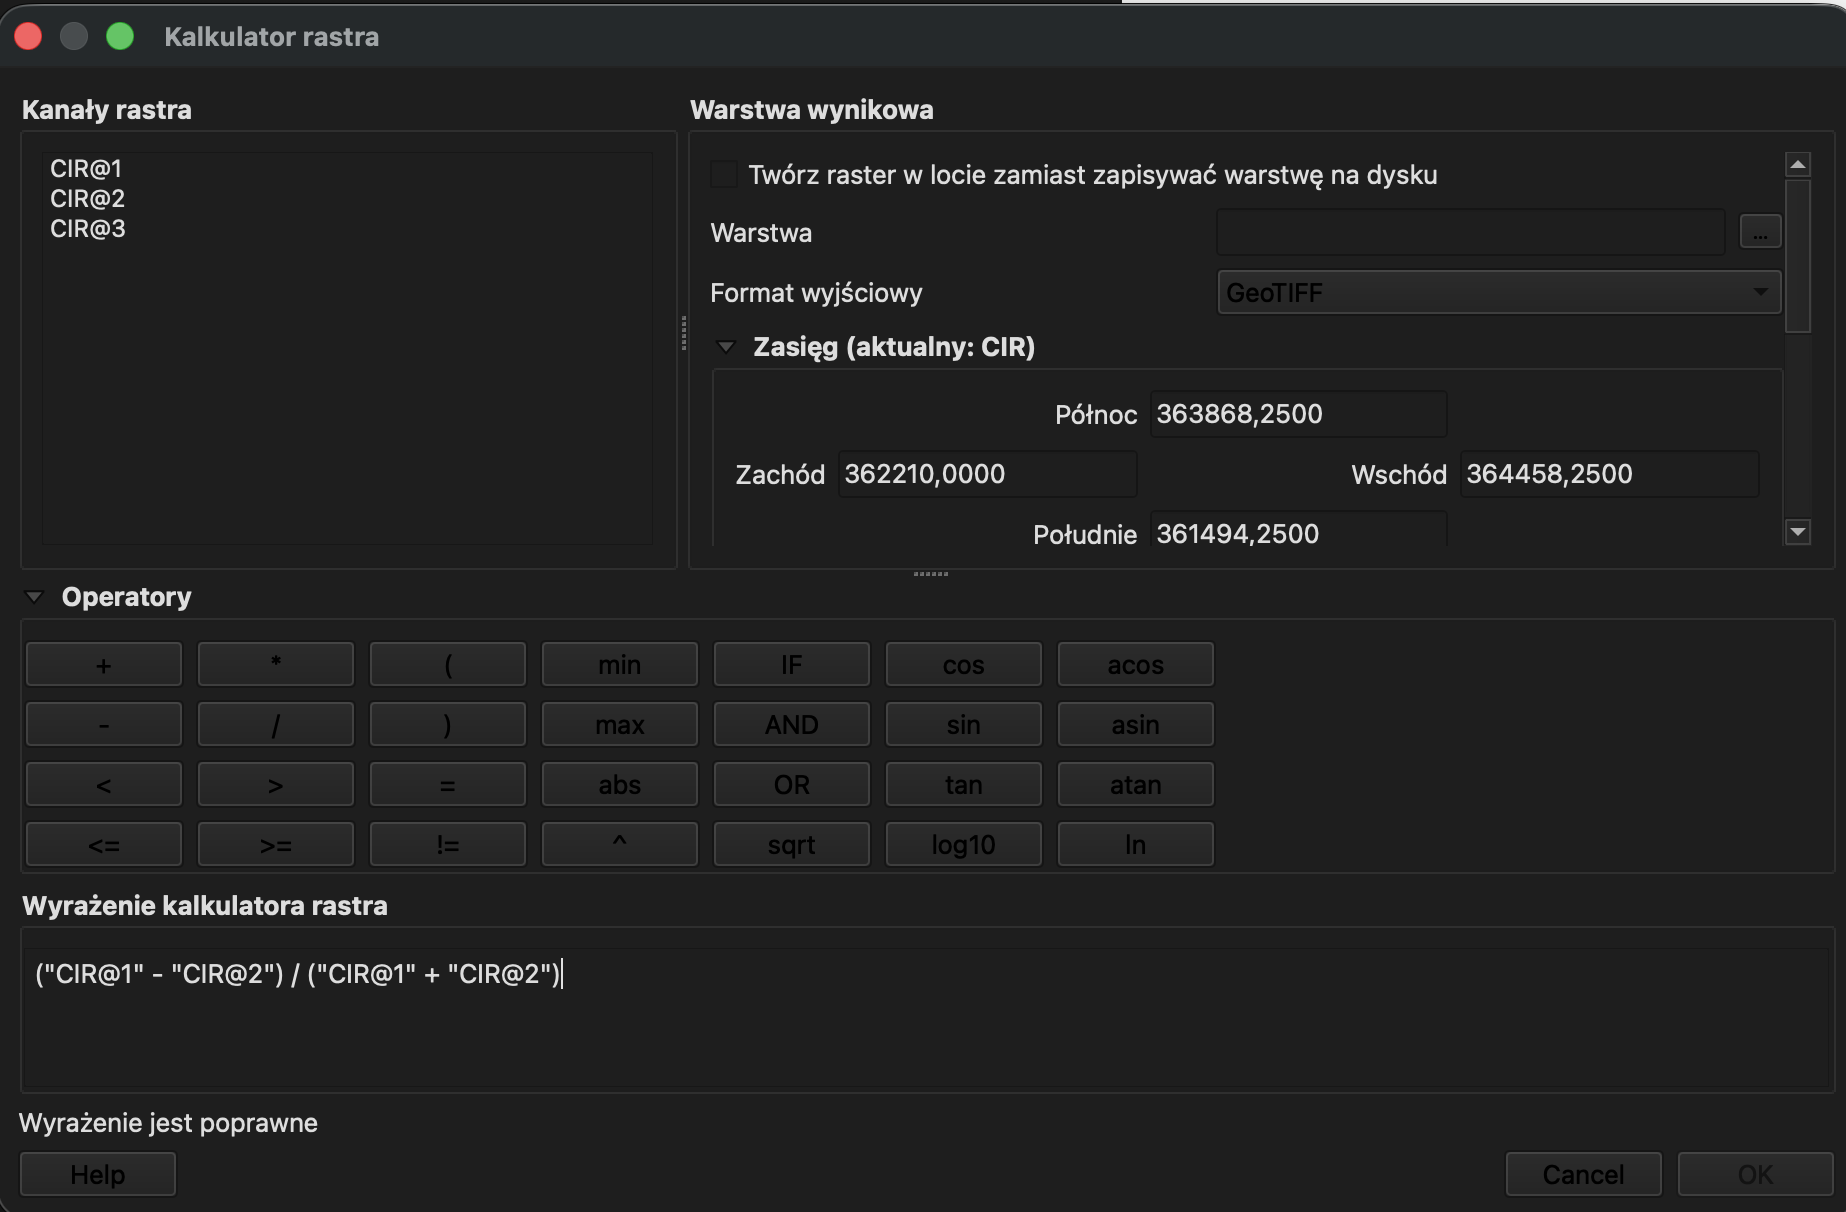 Kalkulator rastra
Kanały rastra
CIR@1
CIR@2
CIR@3
Warstwa wynikowa
Twórz raster w locie zamiast zapisywać warstwę na dysku
Warstwa
...
Format wyjściowy
GeoTIFF
Zasięg (aktualny: CIR)
Północ 363868,2500
Zachód 362210,0000 Wschód 364458,2500
Południe 361494,2500
Operatory
+ * ( min IF cos acos
- / ) max AND sin asin
< > = abs OR tan atan
<= >= != ^ sqrt log10 ln
Wyrażenie kalkulatora rastra
("CIR@1" - "CIR@2") / ("CIR@1" + "CIR@2")
Wyrażenie jest poprawne
Help Cancel OK